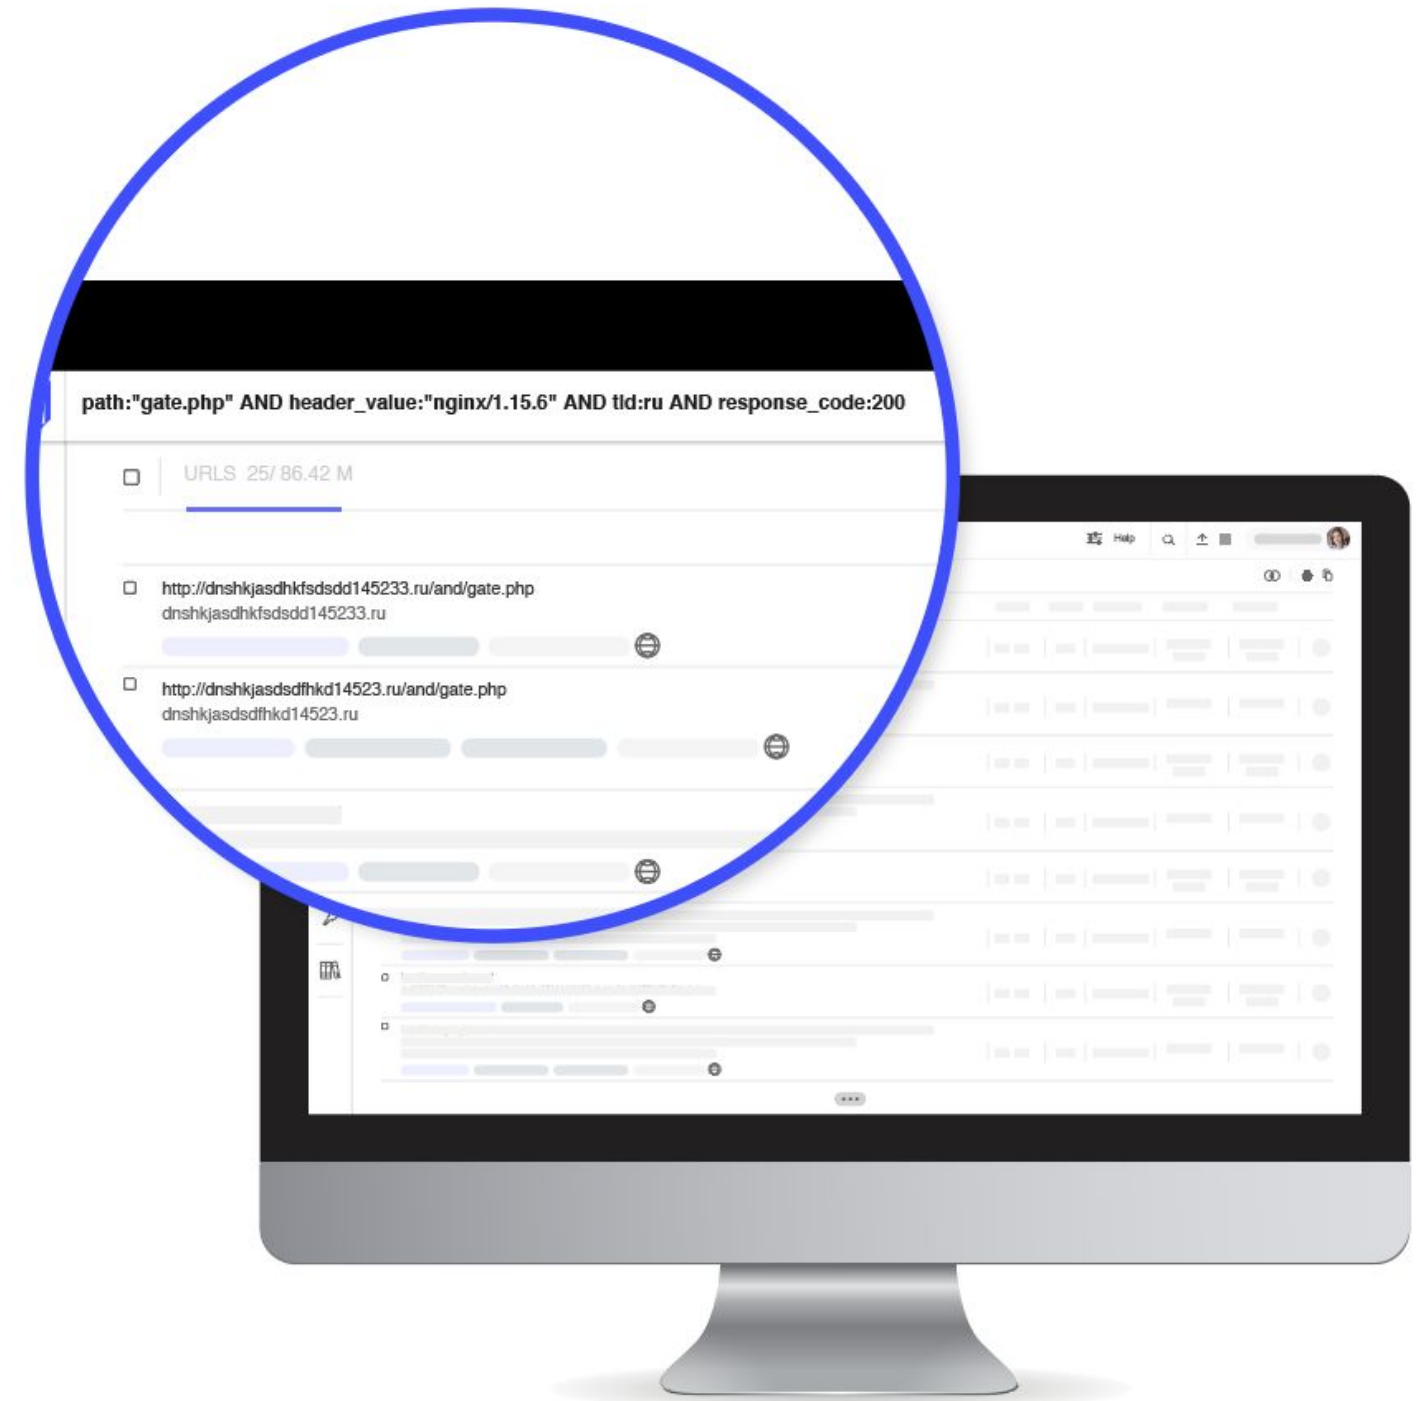 path:"gate.php" AND header_value:"nginx/1.15.6" AND tld:ru AND response_code:200
URLS 25/ 86.42 M
http://dnshkjasdhkfsdsdd145233.ru/and/gate.php
dnshkjasdhkfsdsdd145233.ru
http://dnshkjasdsdfhkd14523.ru/and/gate.php
dnshkjasdsdfhkd14523.ru
Help